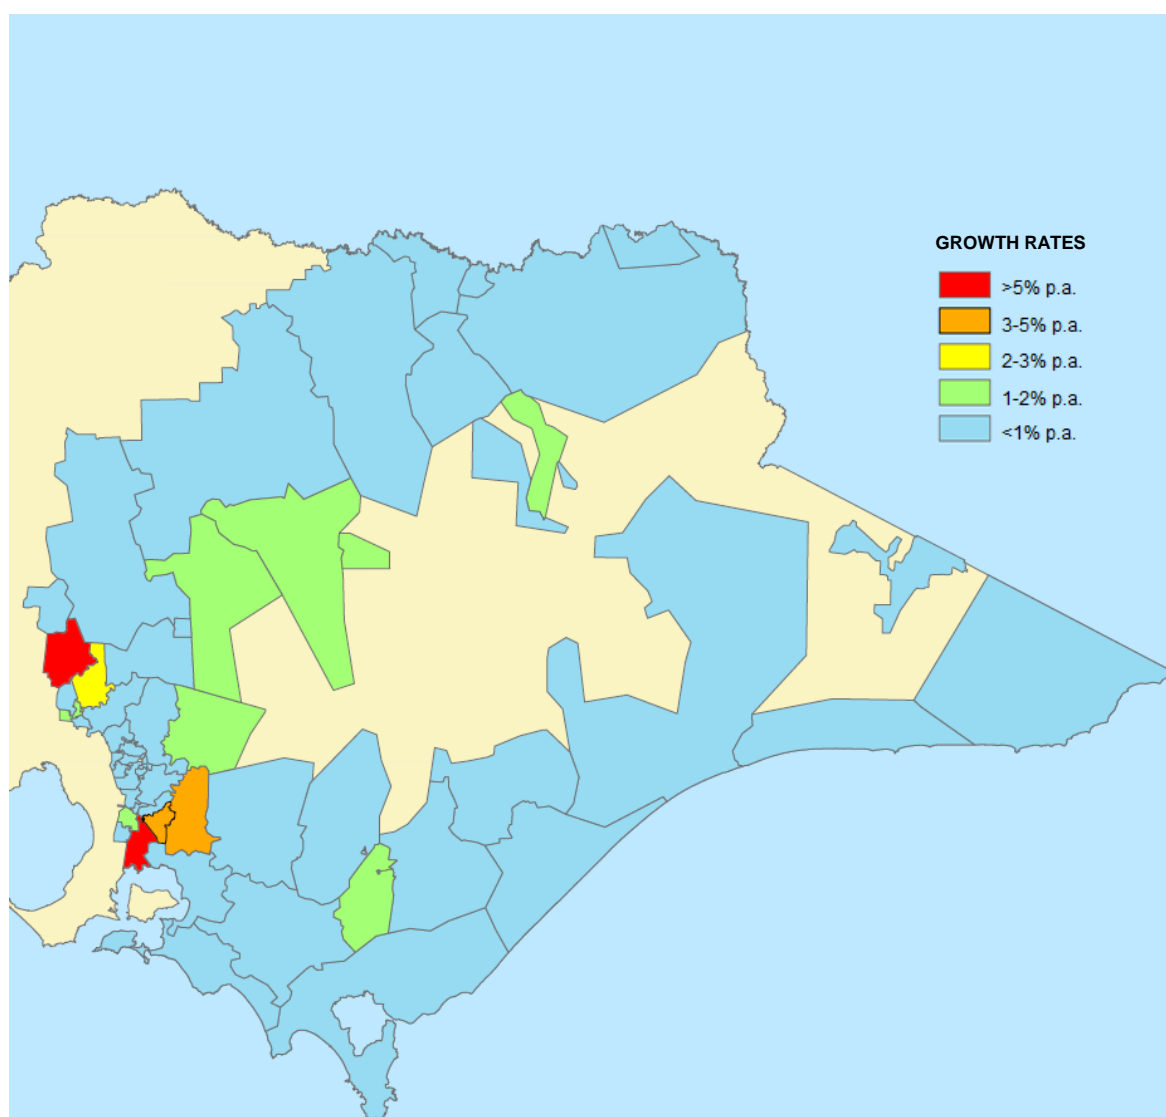 GROWTH RATES
>5% p.a.
3-5% p.a.
2-3% p.a.
1-2% p.a.
<1% p.a.